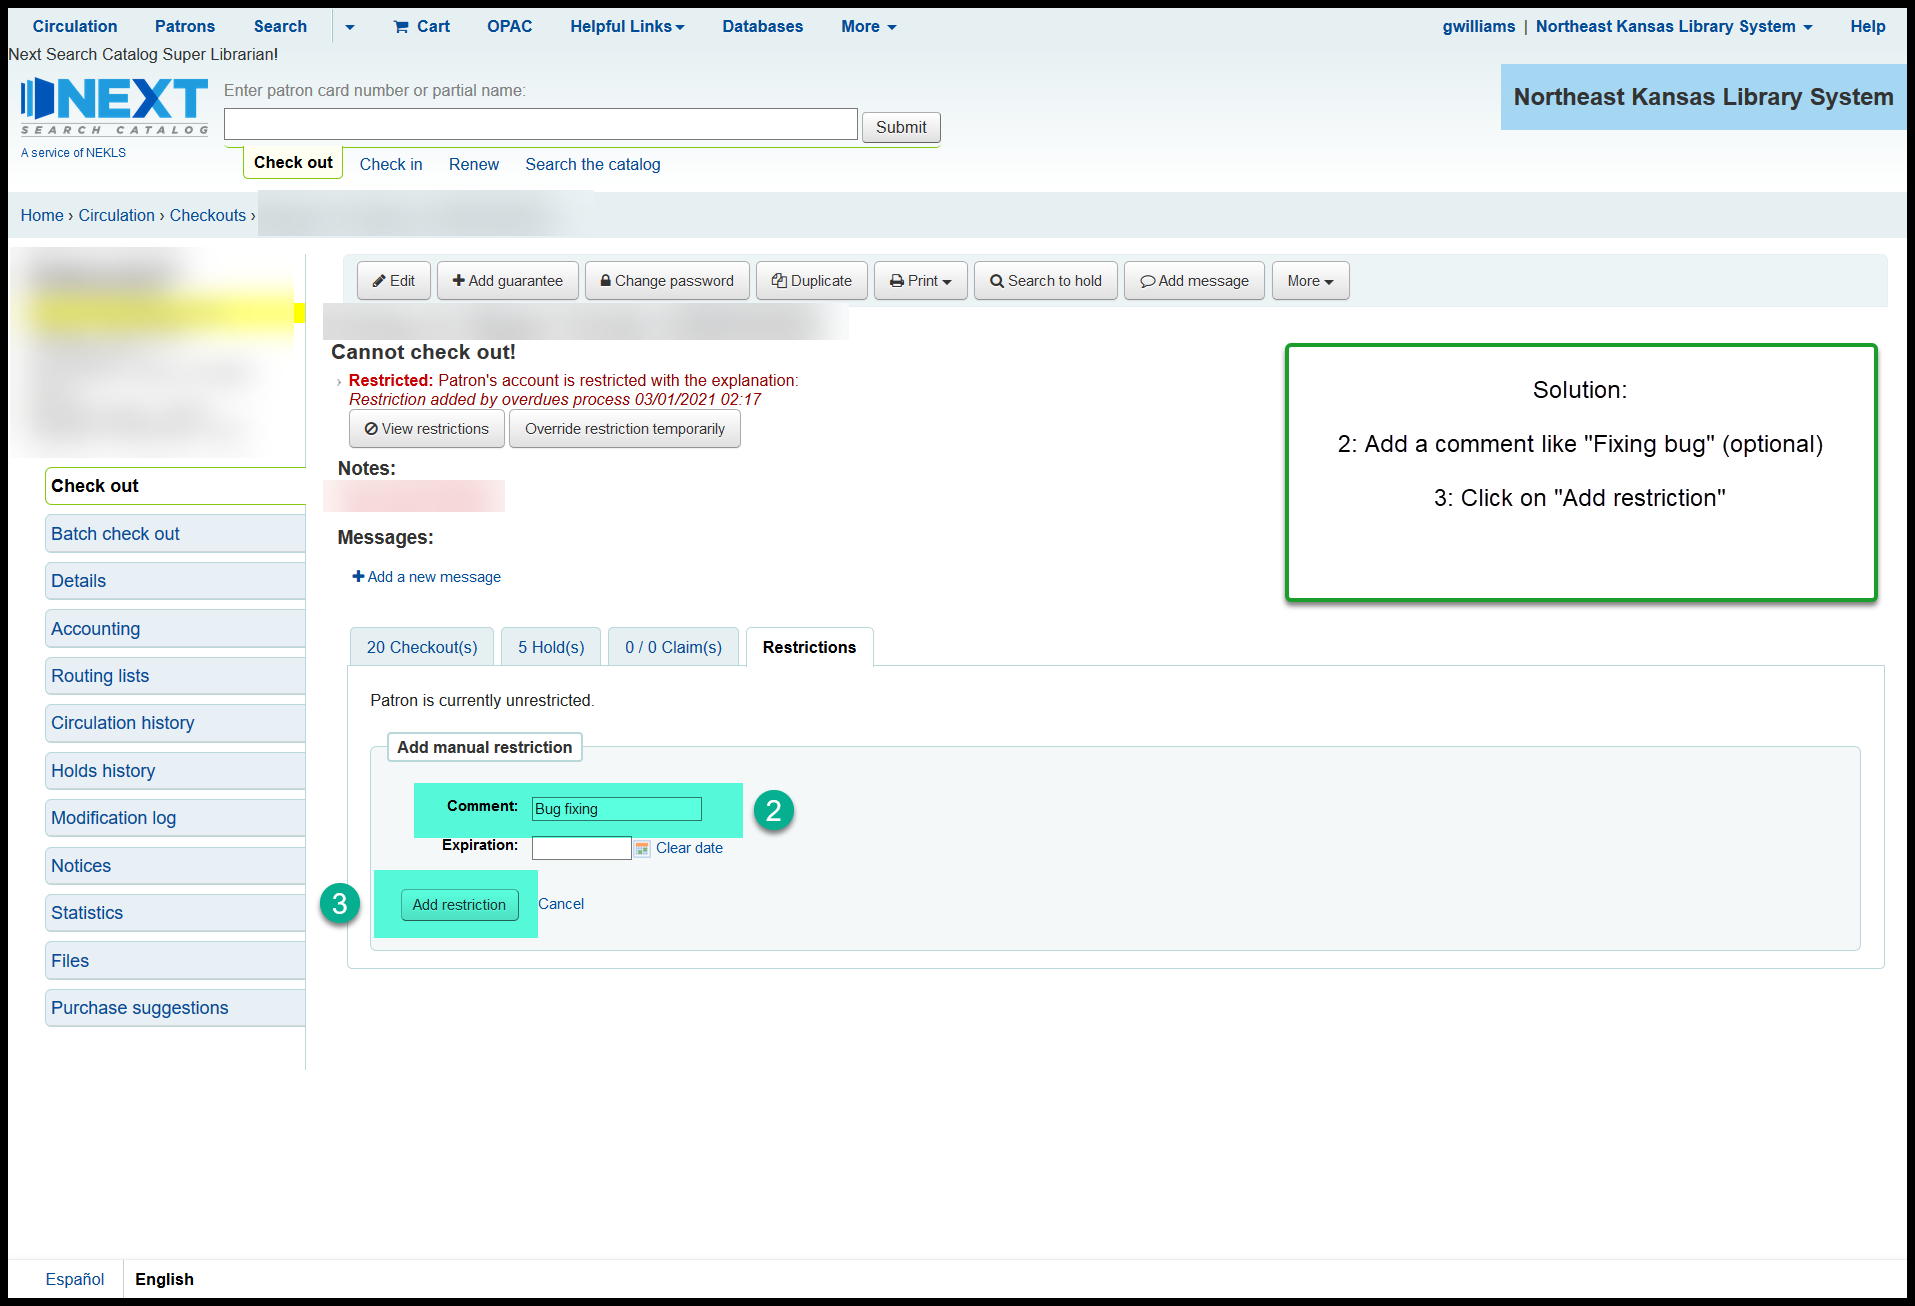 Circulation Patrons Search Cart OPAC Helpful Links Databases More gwilliams | Northeast Kansas Library System Help
Next Search Catalog Super Librarian!
NEXT
SEARCH CATALOG
A service of NEKLS
Enter patron card number or partial name:
Submit
Check out Check in Renew Search the catalog
Northeast Kansas Library System
Home › Circulation › Checkouts ›
Edit Add guarantee Change password Duplicate Print Search to hold Add message More
Cannot check out!
Restricted: Patron's account is restricted with the explanation:
Restriction added by overdues process 03/01/2021 02:17
View restrictions Override restriction temporarily
Notes:
Messages:
Add a new message
Solution:
2: Add a comment like "Fixing bug" (optional)
3: Click on "Add restriction"
Check out
Batch check out
Details
Accounting
Routing lists
Circulation history
Holds history
Modification log
Notices
Statistics
Files
Purchase suggestions
20 Checkout(s) 5 Hold(s) 0 / 0 Claim(s) Restrictions
Patron is currently unrestricted.
Add manual restriction
Comment: Bug fixing 2
Expiration: Clear date
3 Add restriction Cancel
Español English